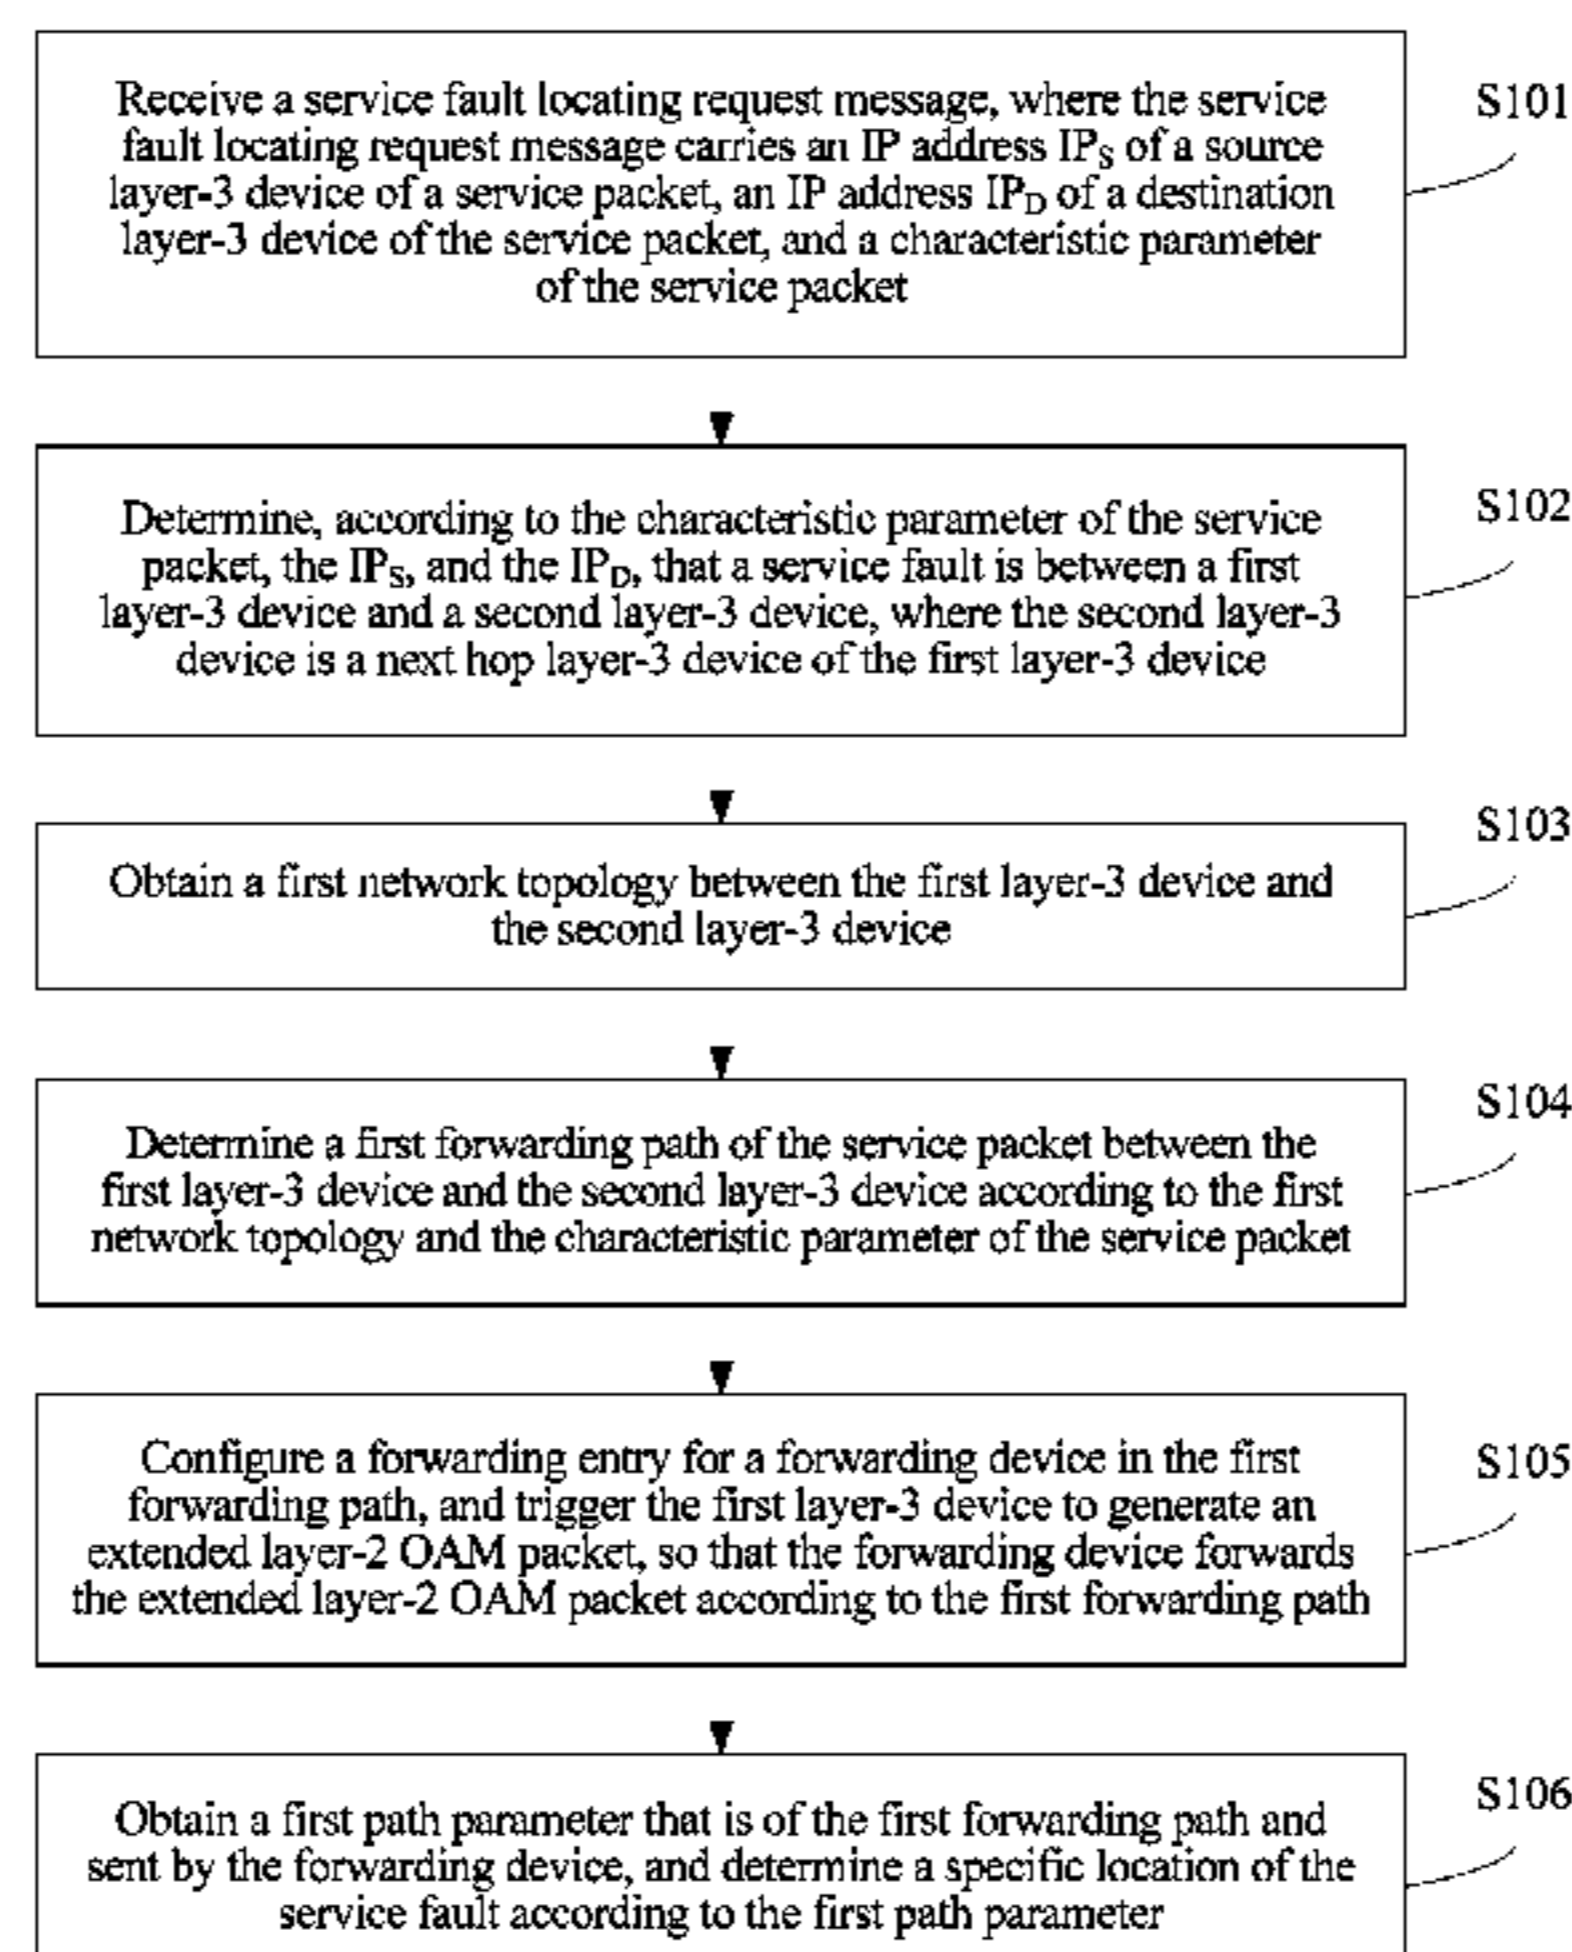 Receive a service fault locating request message, where the service
fault locating request message carries an IP address IPS of a source
layer-3 device of a service packet, an IP address IPD of a destination
layer-3 device of the service packet, and a characteristic parameter
of the service packet
S101
Determine, according to the characteristic parameter of the service
packet, the IPS, and the IPD, that a service fault is between a first
layer-3 device and a second layer-3 device, where the second layer-3
device is a next hop layer-3 device of the first layer-3 device
S102
Obtain a first network topology between the first layer-3 device and
the second layer-3 device
S103
Determine a first forwarding path of the service packet between the
first layer-3 device and the second layer-3 device according to the first
network topology and the characteristic parameter of the service packet
S104
Configure a forwarding entry for a forwarding device in the first
forwarding path, and trigger the first layer-3 device to generate an
extended layer-2 OAM packet, so that the forwarding device forwards
the extended layer-2 OAM packet according to the first forwarding path
S105
Obtain a first path parameter that is of the first forwarding path and
sent by the forwarding device, and determine a specific location of the
service fault according to the first path parameter
S106